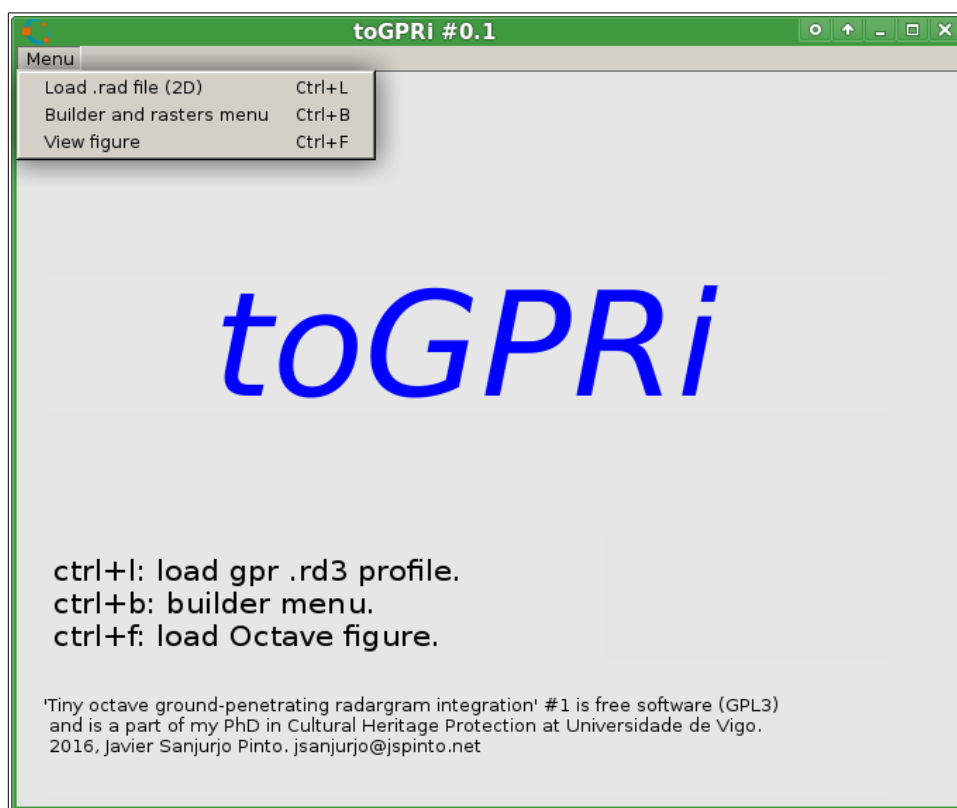 toGPRi #0.1
Menu
Load .rad file (2D) Ctrl+L
Builder and rasters menu Ctrl+B
View figure Ctrl+F
toGPRi
ctrl+l: load gpr .rd3 profile.
ctrl+b: builder menu.
ctrl+f: load Octave figure.
'Tiny octave ground-penetrating radargram integration' #1 is free software (GPL3)
and is a part of my PhD in Cultural Heritage Protection at Universidade de Vigo.
2016, Javier Sanjurjo Pinto. jsanjurjo@jspinto.net